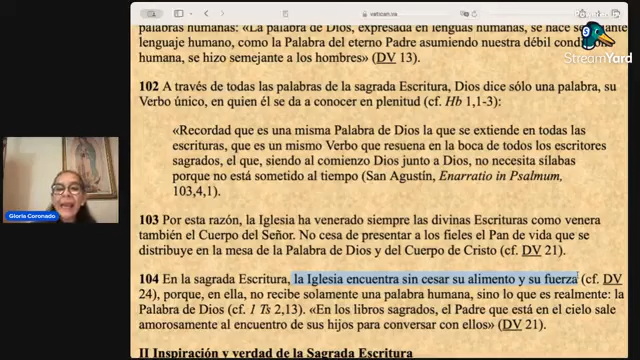 vatican.va
palabras humanas: «La palabra de Dios, expresada en lenguas humanas, se hace
lenguaje humano, como la Palabra del eterno Padre asumiendo nuestra débil
humana, se hizo semejante a los hombres» (DV 13).
StreamYard
102 A través de todas las palabras de la sagrada Escritura, Dios dice sólo una palabra, su
Verbo único, en quien él se da a conocer en plenitud (cf. Hb 1,1-3):
«Recordad que es una misma Palabra de Dios la que se extiende en todas las
escrituras, que es un mismo Verbo que resuena en la boca de todos los escritores
sagrados, el que, siendo al comienzo Dios junto a Dios, no necesita sílabas
porque no está sometido al tiempo (San Agustín, Enarratio in Psalmum,
103,4,1).
Gloria Coronado
103 Por esta razón, la Iglesia ha venerado siempre las divinas Escrituras como venera
también el Cuerpo del Señor. No cesa de presentar a los fieles el Pan de vida que se
distribuye en la mesa de la Palabra de Dios y del Cuerpo de Cristo (cf. DV 21).
104 En la sagrada Escritura, la Iglesia encuentra sin cesar su alimento y su fuerza (cf. DV
24), porque, en ella, no recibe solamente una palabra humana, sino lo que es realmente: la
Palabra de Dios (cf. 1 Ts 2,13). «En los libros sagrados, el Padre que está en el cielo sale
amorosamente al encuentro de sus hijos para conversar con ellos» (DV 21).
II Inspiración y verdad de la Sagrada Escritura